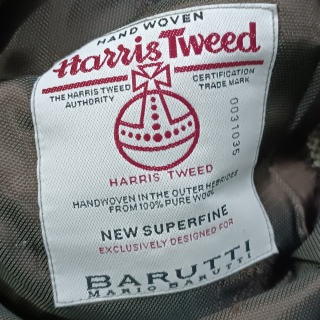 HAND WOVEN
Harris Tweed
THE HARRIS TWEED
AUTHORITY
CERTIFICATION
TRADE MARK
0031035
HARRIS TWEED
HANDWOVEN IN THE OUTER HEBRIDES
FROM 100% PURE WOOL
NEW SUPERFINE
EXCLUSIVELY DESIGNED FOR
BARUTTI
MARIO BARUTTI